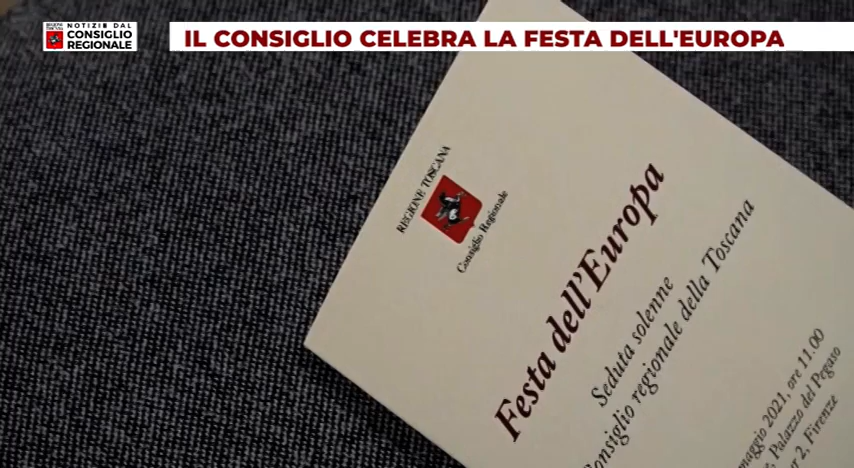 NOTIZIE DAL
CONSIGLIO
REGIONALE
IL CONSIGLIO CELEBRA LA FESTA DELL'EUROPA
REGIONE TOSCANA
Consiglio Regionale
Festa dell'Europa
Seduta solenne
Consiglio regionale della Toscana
maggio 2021, ore 11.00
Palazzo del Pegaso
2, Firenze